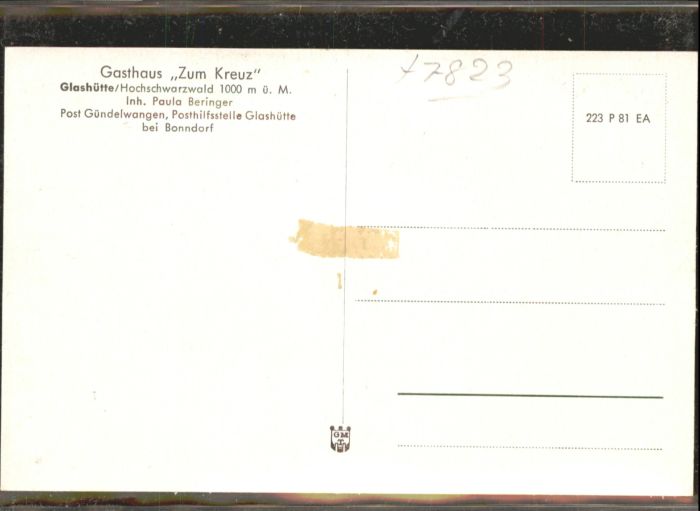 Gasthaus „Zum Kreuz“
Glashütte/Hochschwarzwald 1000 m ü. M.
Inh. Paula Beringer
Post Gündelwangen, Posthilfsstelle Glashütte
bei Bonndorf
+7823
223 P 81 EA
GM